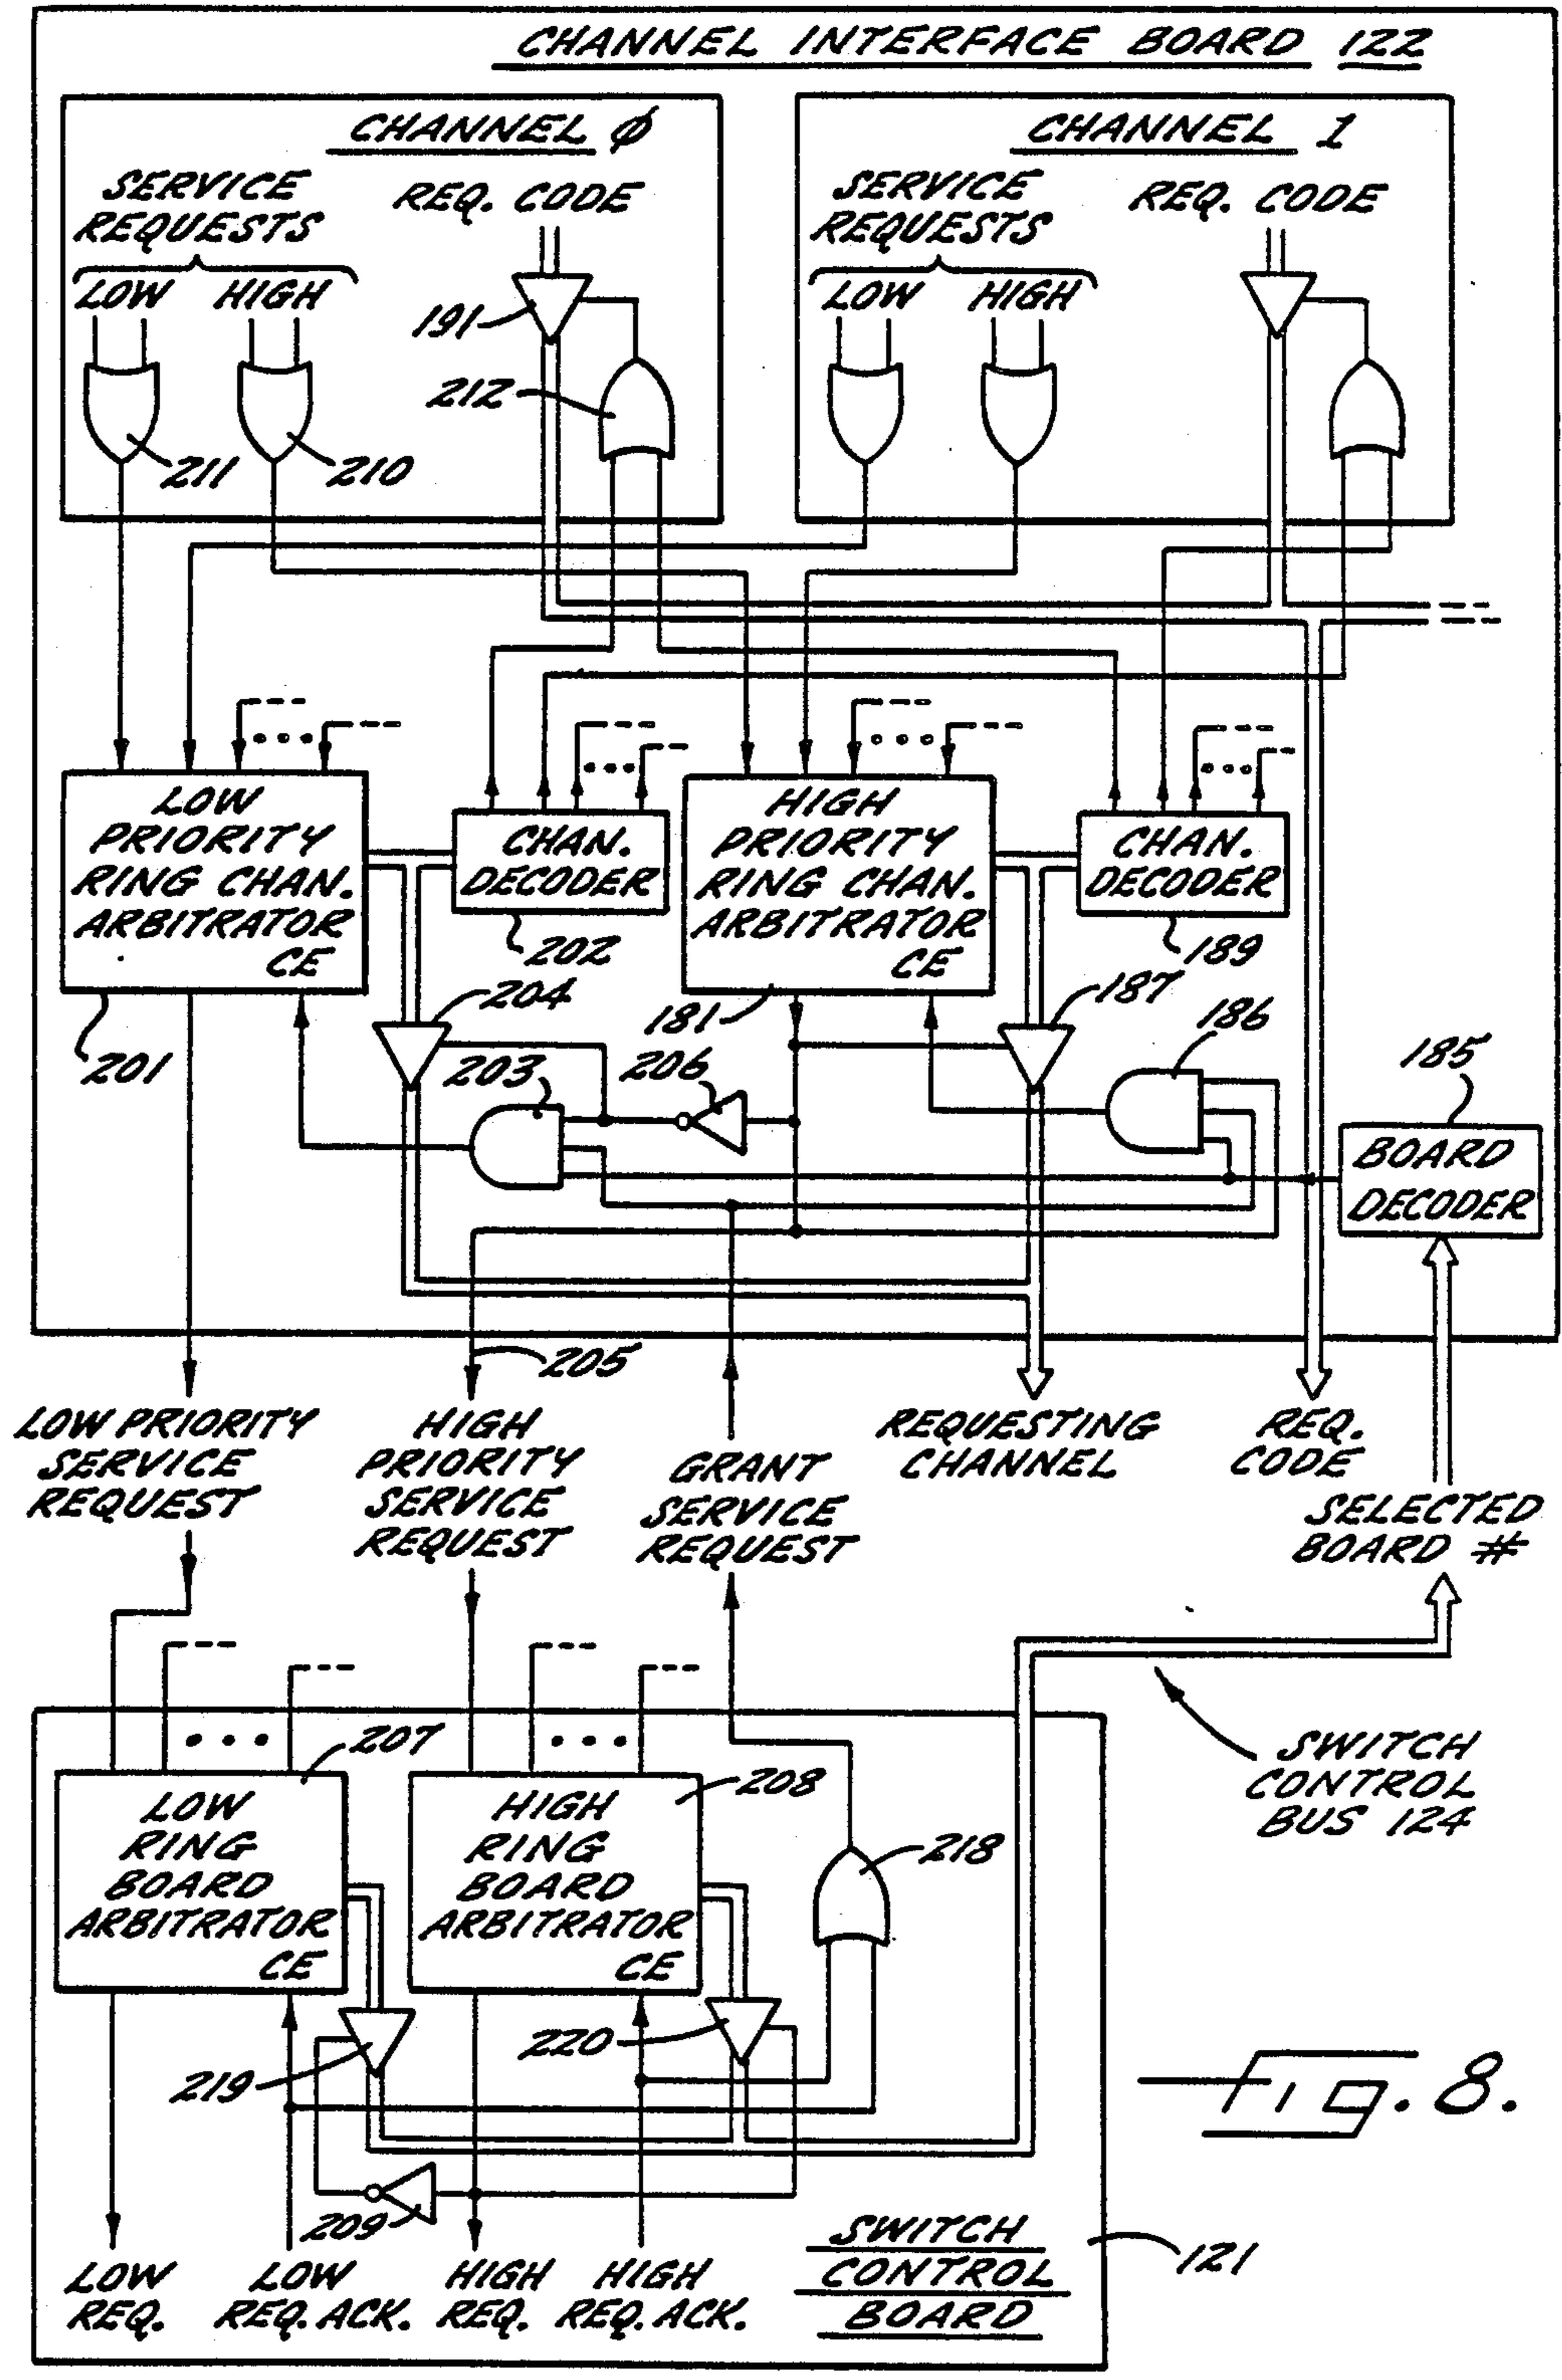 CHANNEL INTERFACE BOARD 122
CHANNEL Ø
SERVICE
REQUESTS
REQ. CODE
LOW HIGH
191
212
211
210
CHANNEL 1
SERVICE
REQUESTS
REQ. CODE
LOW HIGH
LOW
PRIORITY
RING CHAN.
ARBITRATOR
CE
201
CHAN.
DECODER
202
HIGH
PRIORITY
RING CHAN.
ARBITRATOR
CE
181
CHAN.
DECODER
189
204
203
206
187
186
185
BOARD
DECODER
205
LOW PRIORITY
SERVICE
REQUEST
HIGH
PRIORITY
SERVICE
REQUEST
GRANT
SERVICE
REQUEST
REQUESTING
CHANNEL
REQ.
CODE
SELECTED
BOARD #
SWITCH
CONTROL
BUS 124
207
LOW
RING
BOARD
ARBITRATOR
CE
208
HIGH
RING
BOARD
ARBITRATOR
CE
218
219
220
209
LOW
REQ.
LOW
REQ. ACK.
HIGH
REQ.
HIGH
REQ. ACK.
SWITCH
CONTROL
BOARD
121
Fig. 8.